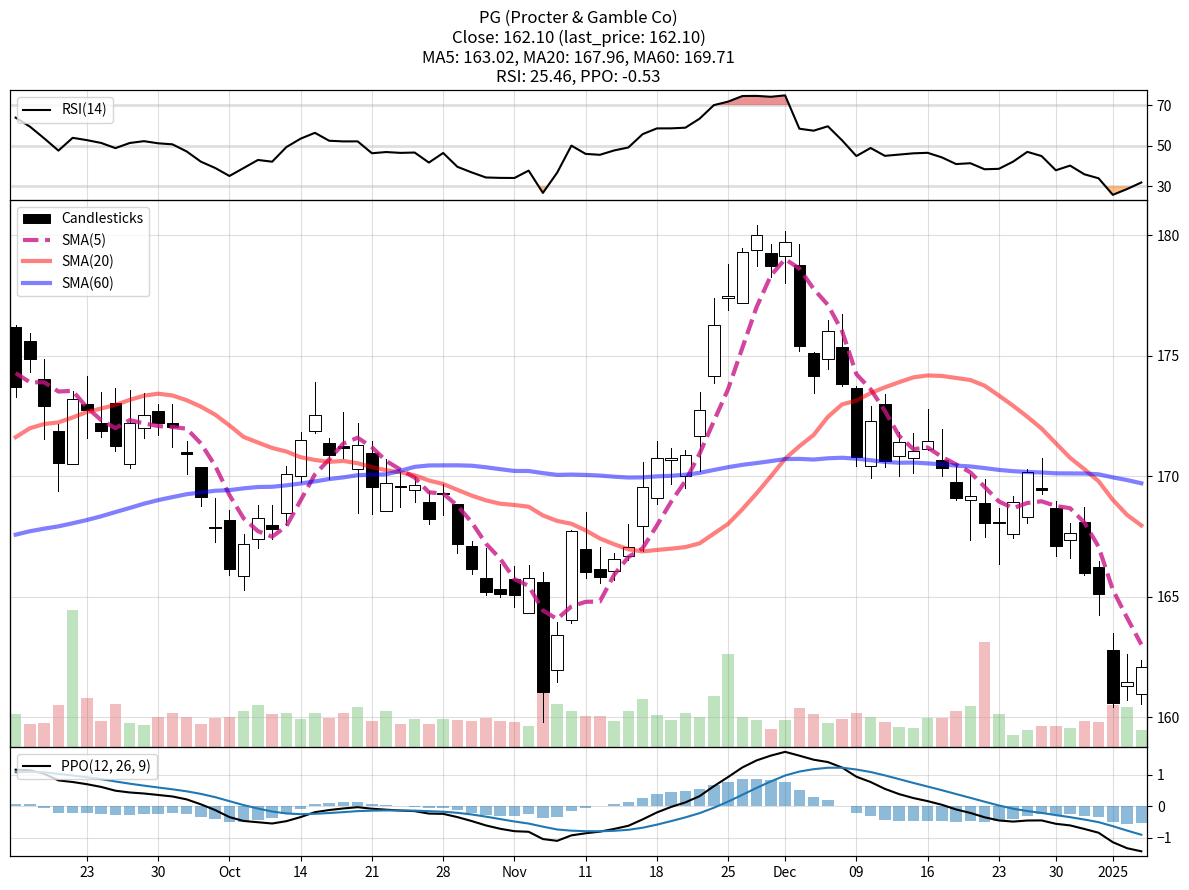 PG (Procter & Gamble Co)
Close: 162.10 (last_price: 162.10)
MA5: 163.02, MA20: 167.96, MA60: 169.71
RSI: 25.46, PPO: -0.53
RSI(14)
70
50
30
Candlesticks
SMA(5)
SMA(20)
SMA(60)
180
175
170
165
160
PPO(12, 26, 9)
1
0
−1
23 30 Oct 14 21 28 Nov 11 18 25 Dec 09 16 23 30 2025